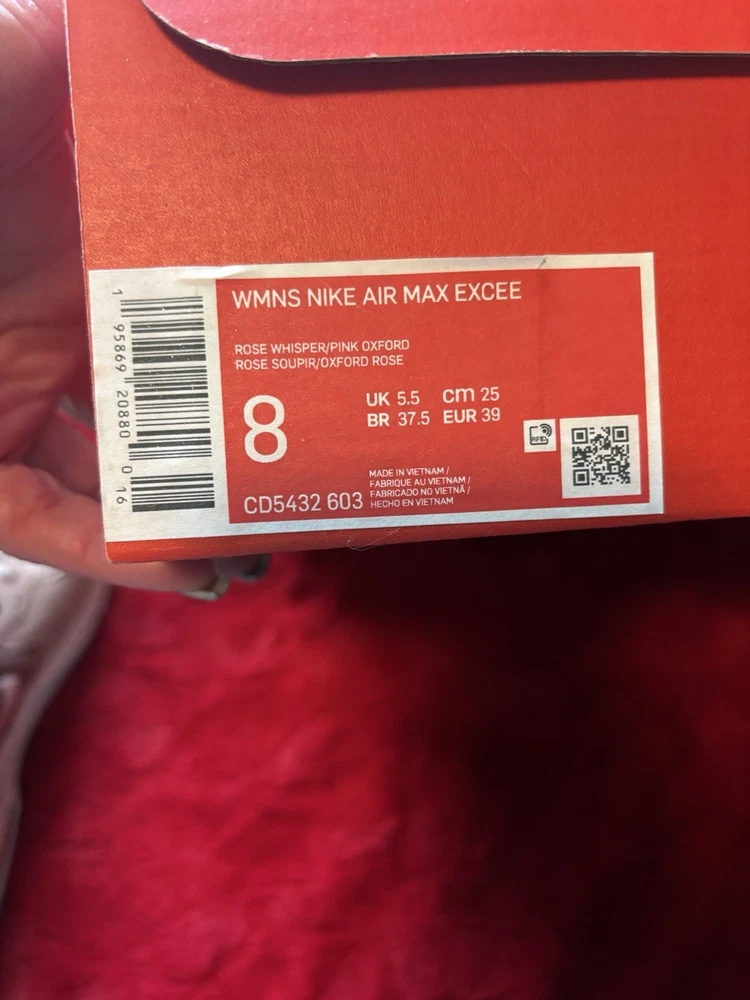 WMNS NIKE AIR MAX EXCEE
ROSE WHISPER/PINK OXFORD
ROSE SOUPIR/OXFORD ROSE
8
UK 5.5 cm 25
BR 37.5 EUR 39
RFID
CD5432 603
MADE IN VIETNAM /
FABRIQUE AU VIETNAM /
FABRICADO NO VIETNÃ /
HECHO EN VIETNAM
1 95869 20880 0 16